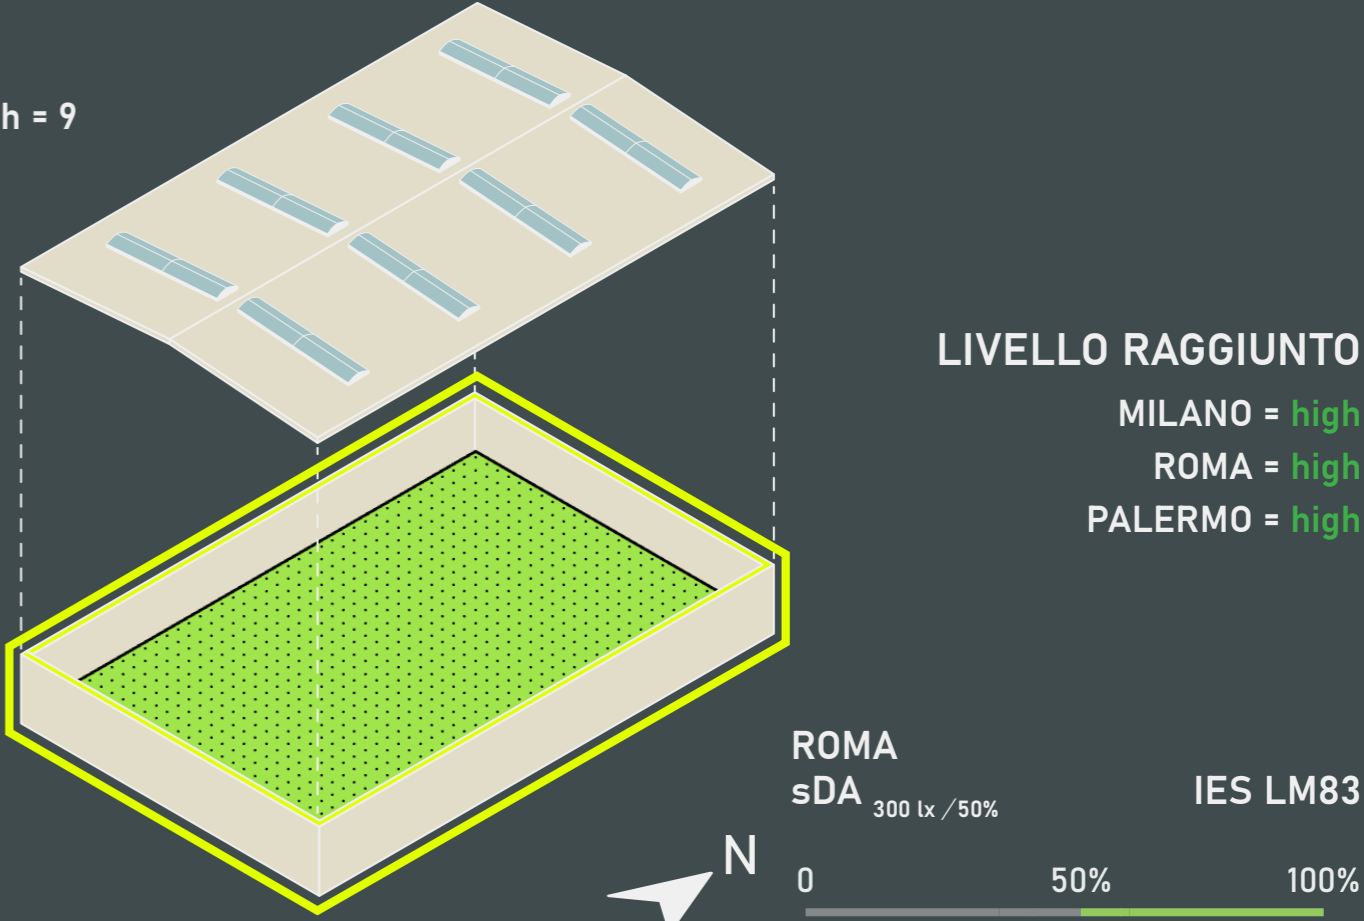 h = 9
LIVELLO RAGGIUNTO
MILANO = high
ROMA = high
PALERMO = high
ROMA
sDA 300 lx /50% IES LM83
N
0 50% 100%